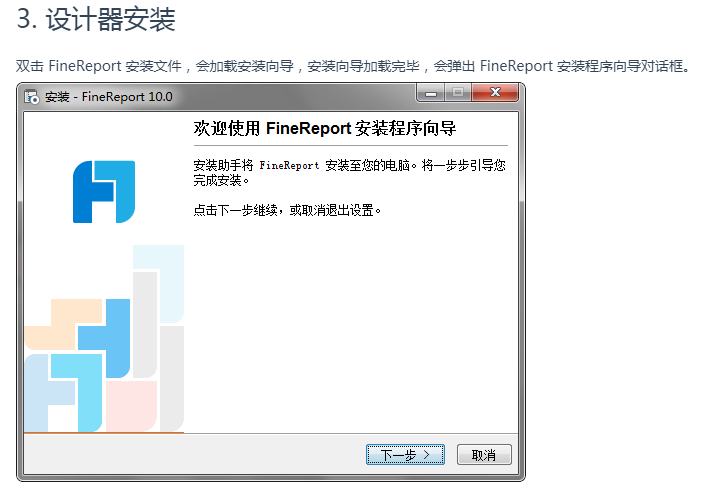 3. 设计器安装
双击 FineReport 安装文件，会加载安装向导，安装向导加载完毕，会弹出 FineReport 安装程序向导对话框。
安装 - FineReport 10.0
欢迎使用 FineReport 安装程序向导
安装助手将 FineReport 安装至您的电脑。将一步步引导您
完成安装。
点击下一步继续，或取消退出设置。
下一步 >
取消